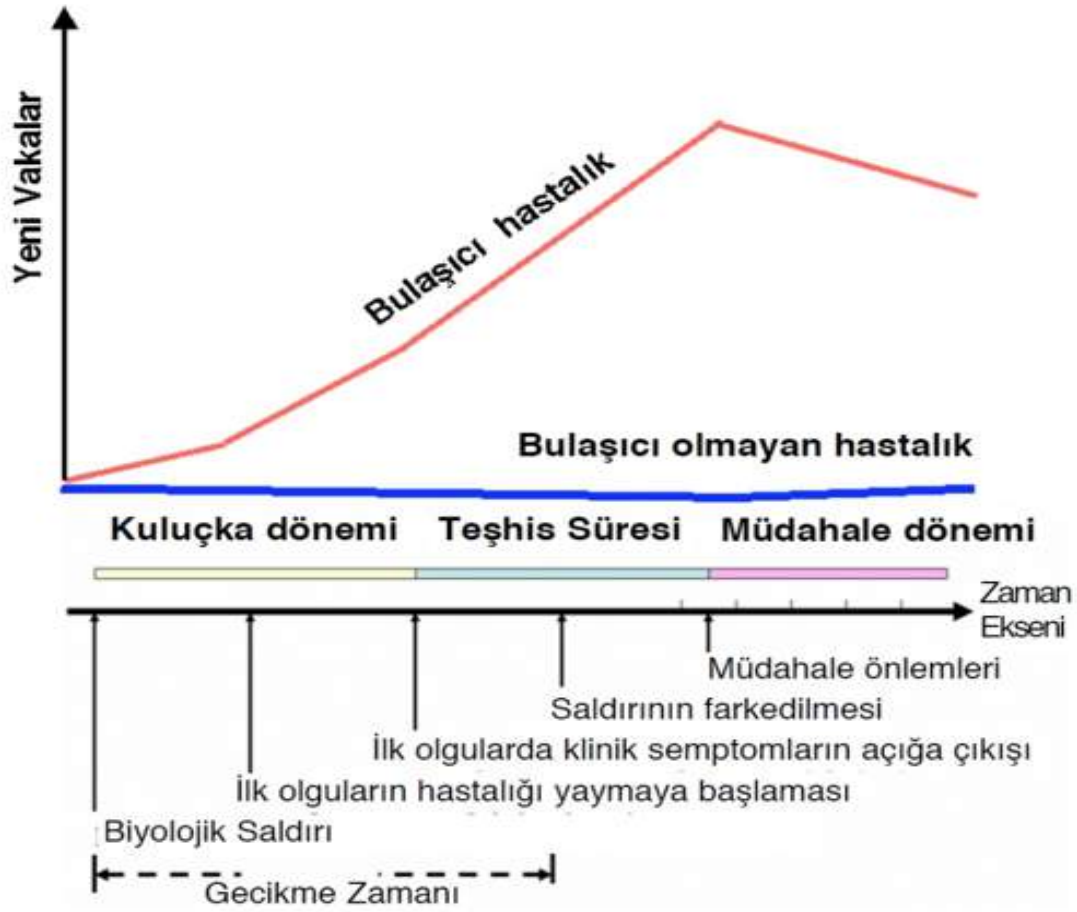 Yeni Vakalar
Bulaşıcı hastalık
Bulaşıcı olmayan hastalık
Kuluçka dönemi
Teşhis Süresi
Müdahale dönemi
Zaman
Ekseni
Müdahale önlemleri
Saldırının farkedilmesi
İlk olgularda klinik semptomların açığa çıkışı
İlk olguların hastalığı yaymaya başlaması
Biyolojik Saldırı
Gecikme Zamanı